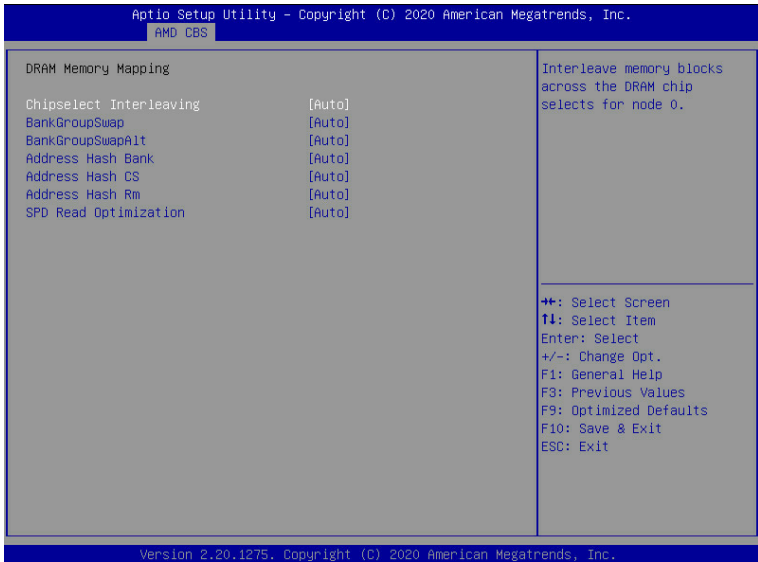 Aptio Setup Utility – Copyright (C) 2020 American Megatrends, Inc.
AMD CBS
DRAM Memory Mapping
Chipselect Interleaving [Auto]
BankGroupSwap [Auto]
BankGroupSwapAlt [Auto]
Address Hash Bank [Auto]
Address Hash CS [Auto]
Address Hash Rm [Auto]
SPD Read Optimization [Auto]
Interleave memory blocks
across the DRAM chip
selects for node 0.
→←: Select Screen
↑↓: Select Item
Enter: Select
+/-: Change Opt.
F1: General Help
F3: Previous Values
F9: Optimized Defaults
F10: Save & Exit
ESC: Exit
Version 2.20.1275. Copyright (C) 2020 American Megatrends, Inc.